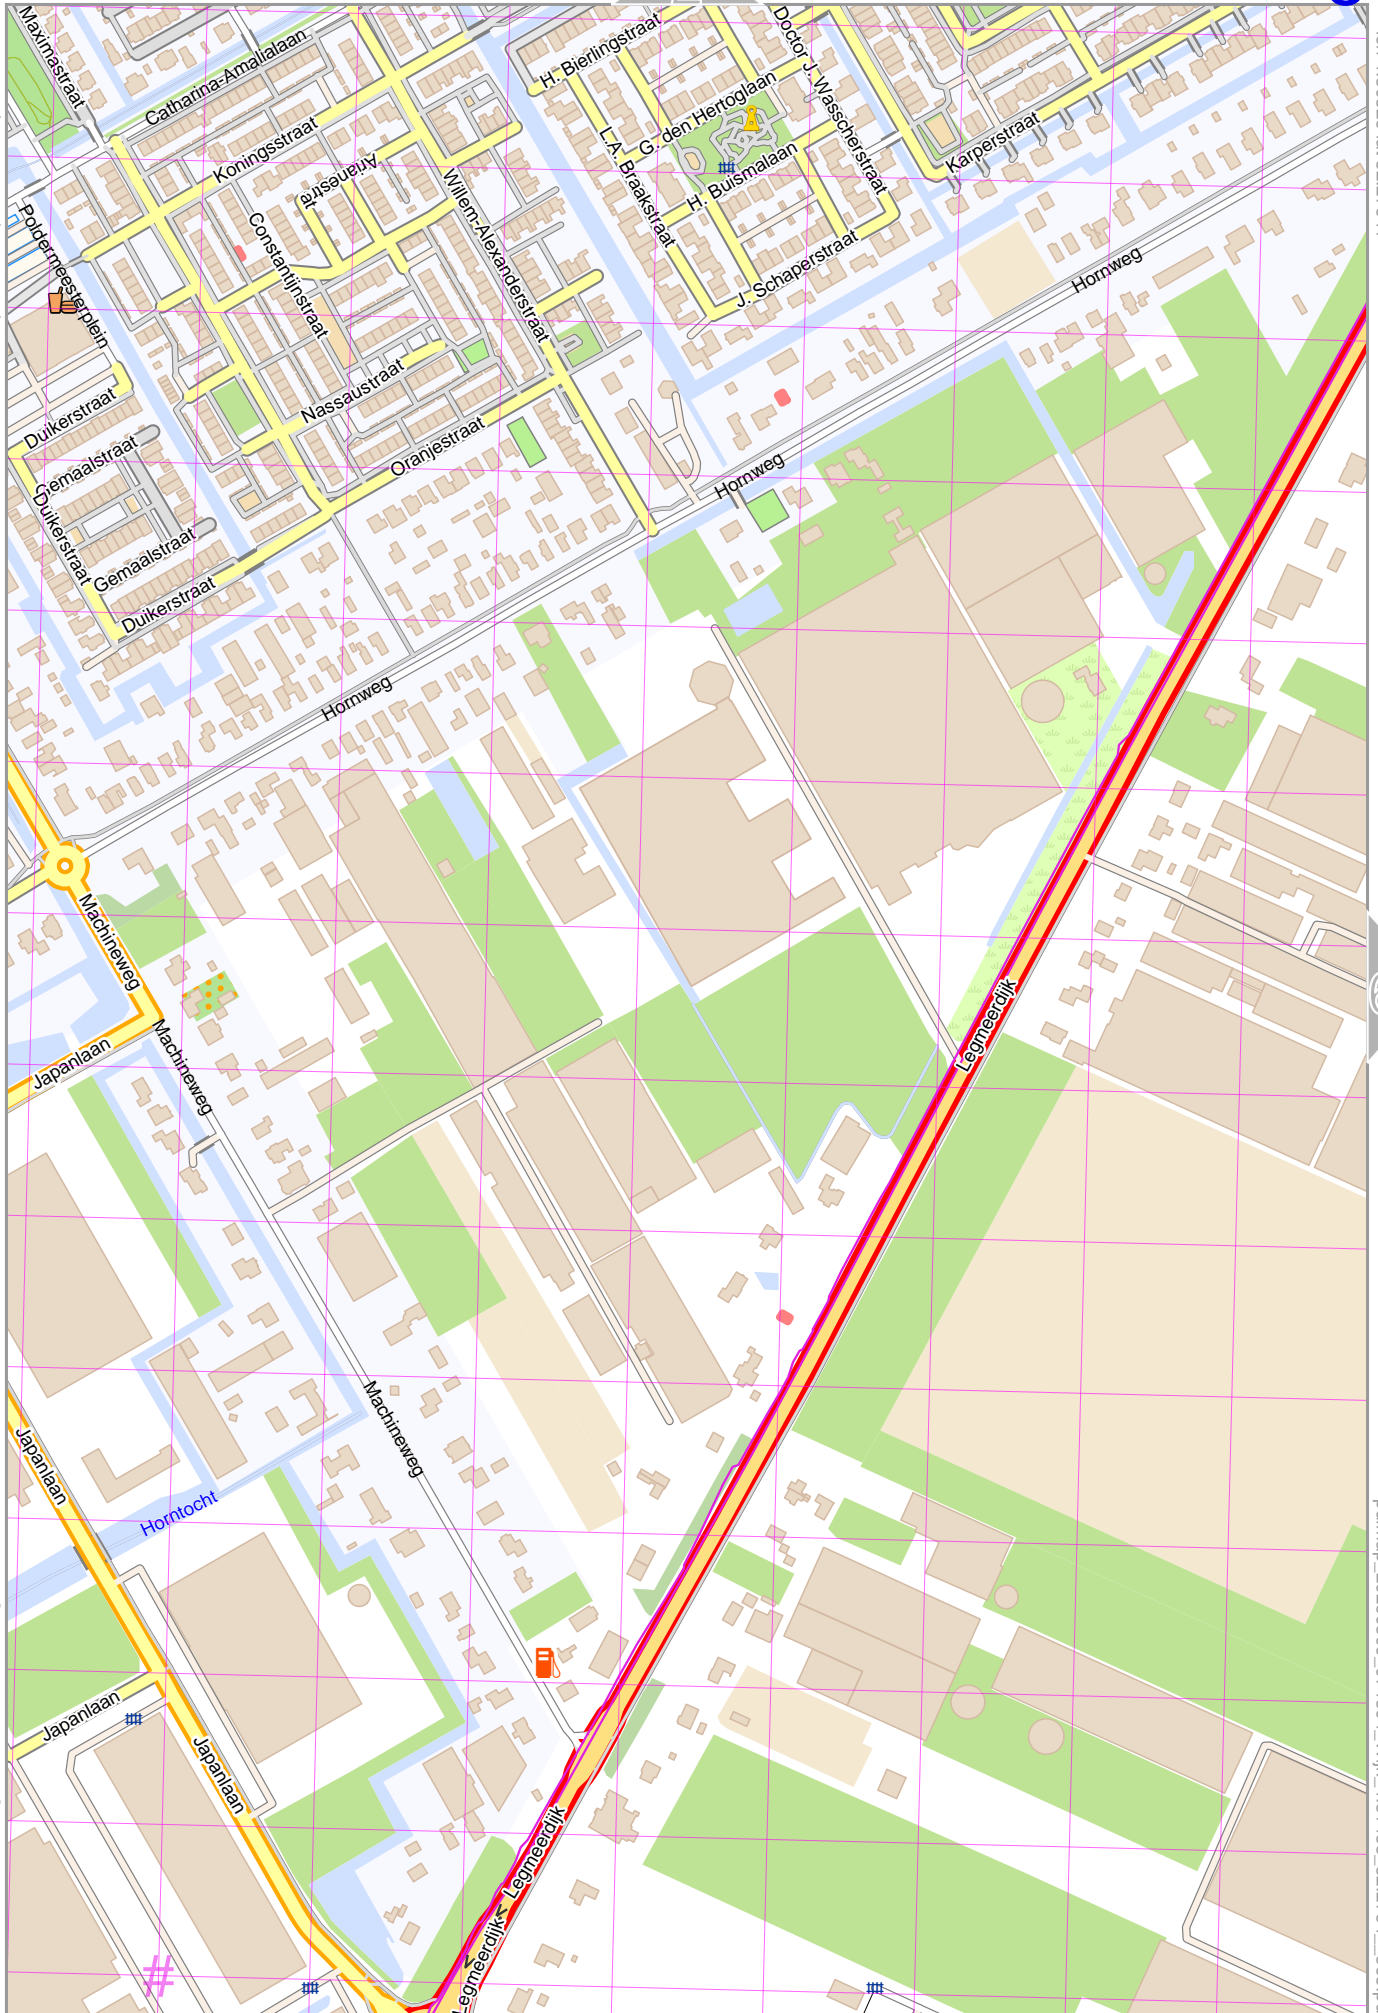 Maximastraat
Catharina-Amalialaan
H. Bierlingstraat
Doctor J. Wasscherstraat
G. den Hertoglaan
Koningsstraat
L.A. Braakstraat
Karperstraat
Arianestra
H. Buismalaan
Willem-Alexanderstraat
Poldermeesterplein
Constantijnstraat
J. Schaperstraat
Hornweg
Nassaustraat
Duikerstraat
Oranjestraat
Gemaalstraat
Hornweg
Duikerstraat
Gemaalstraat
Duikerstraat
Hornweg
Machineweg
Legmeerdijk
Japanlaan
Machineweg
Machineweg
Japanlaan
Horntocht
Japanlaan
Japanlaan
Legmeerdijk
Legmeerdijk
#